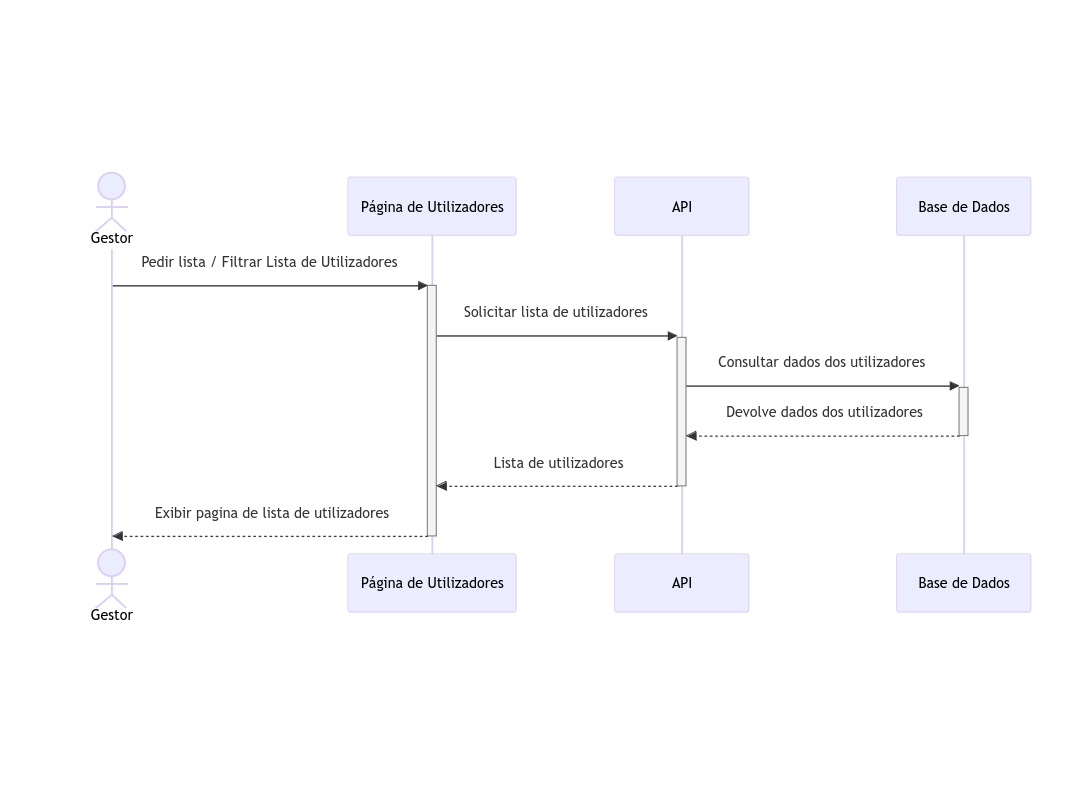 Gestor
Página de Utilizadores
API
Base de Dados
Pedir lista / Filtrar Lista de Utilizadores
Solicitar lista de utilizadores
Consultar dados dos utilizadores
Devolve dados dos utilizadores
Lista de utilizadores
Exibir pagina de lista de utilizadores
Gestor
Página de Utilizadores
API
Base de Dados